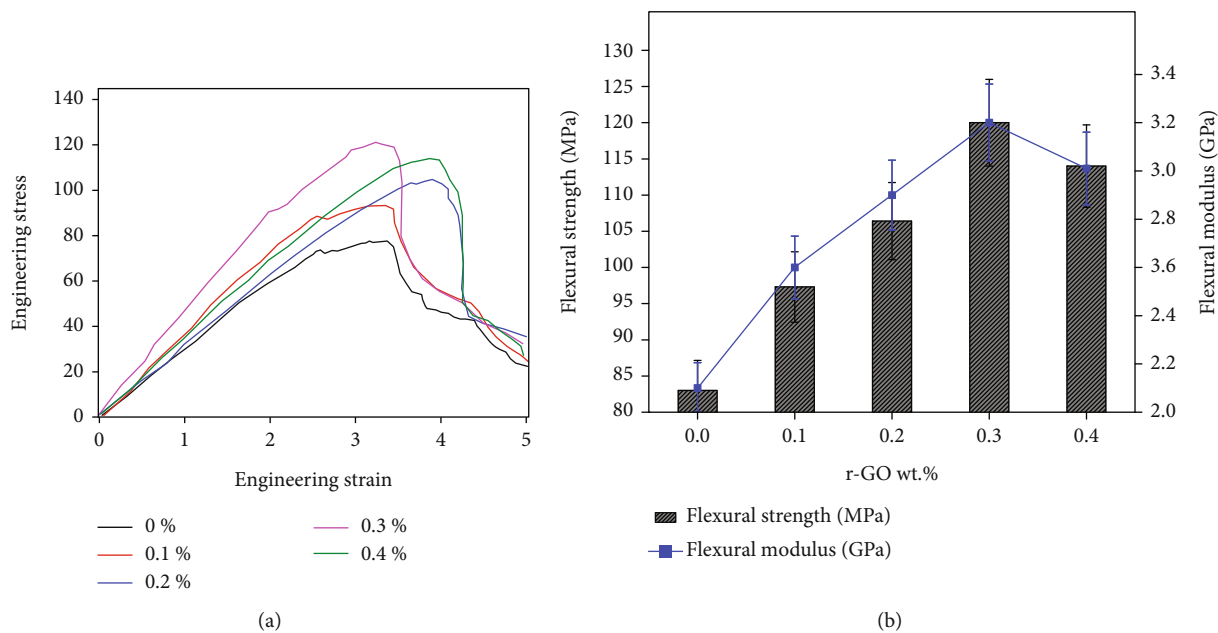 (a)
140
120
100
80
60
40
20
0
Engineering stress
0 1 2 3 4 5
Engineering strain
0 %
0.1 %
0.2 %
0.3 %
0.4 %
(a)
(b)
130
125
120
115
110
105
100
95
90
85
80
Flexural strength (MPa)
3.4
3.2
3.0
2.8
3.6
2.4
2.2
2.0
Flexural modulus (GPa)
0.0 0.1 0.2 0.3 0.4
r-GO wt.%
Flexural strength (MPa)
Flexural modulus (GPa)
(b)